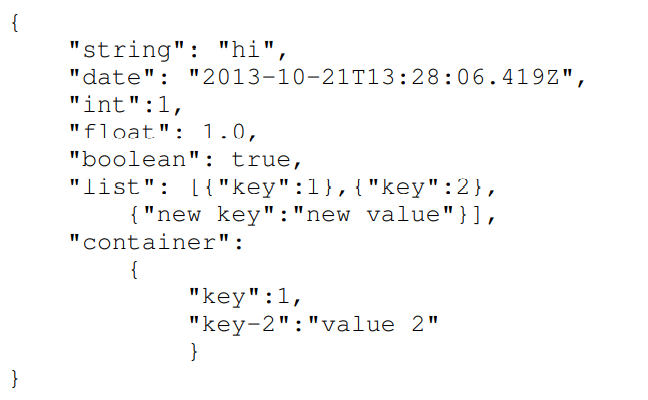 {
"string": "hi",
"date": "2013-10-21T13:28:06.419Z",
"int":1,
"float": 1.0,
"boolean": true,
"list": [{"key":1},{"key":2},
{"new key":"new value"}],
"container":
{
"key":1,
"key-2":"value 2"
}
}